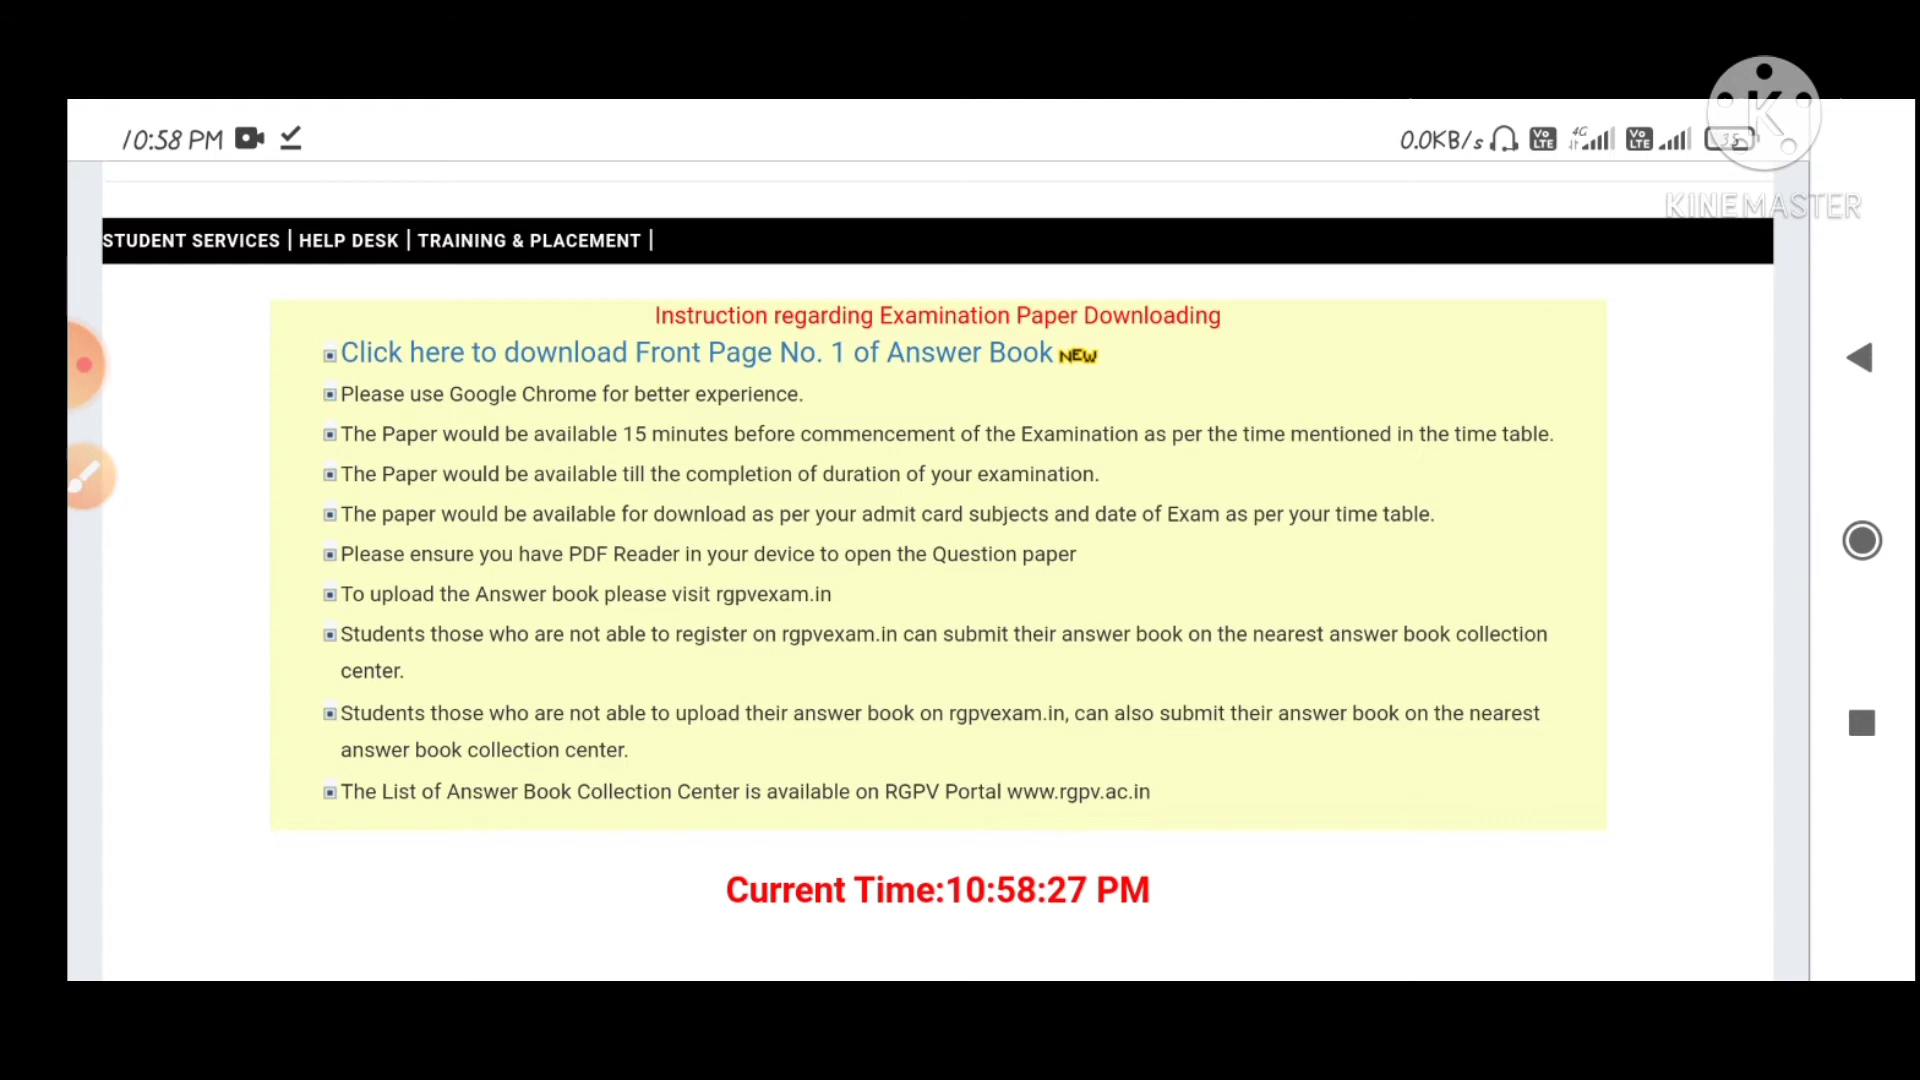 10:58 PM
0.0KB/s
Vo LTE
4G
Vo LTE
35
K
KINEMASTER
STUDENT SERVICES | HELP DESK | TRAINING & PLACEMENT |
Instruction regarding Examination Paper Downloading
Click here to download Front Page No. 1 of Answer Book NEW
Please use Google Chrome for better experience.
The Paper would be available 15 minutes before commencement of the Examination as per the time mentioned in the time table.
The Paper would be available till the completion of duration of your examination.
The paper would be available for download as per your admit card subjects and date of Exam as per your time table.
Please ensure you have PDF Reader in your device to open the Question paper
To upload the Answer book please visit rgpvexam.in
Students those who are not able to register on rgpvexam.in can submit their answer book on the nearest answer book collection
center.
Students those who are not able to upload their answer book on rgpvexam.in, can also submit their answer book on the nearest
answer book collection center.
The List of Answer Book Collection Center is available on RGPV Portal www.rgpv.ac.in
Current Time:10:58:27 PM